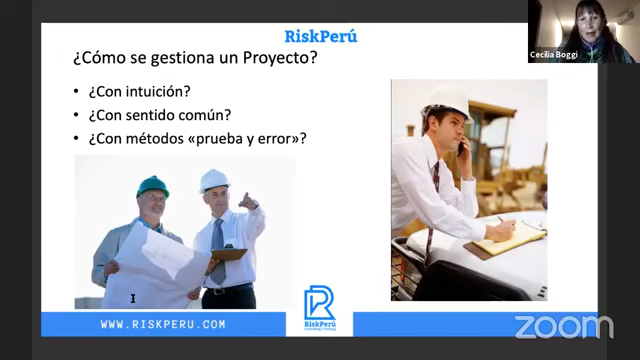 RiskPerú
¿Cómo se gestiona un Proyecto?
• ¿Con intuición?
• ¿Con sentido común?
• ¿Con métodos «prueba y error»?
Cecilia Boggi
WWW.RISKPERU.COM
RiskPerú
zoom